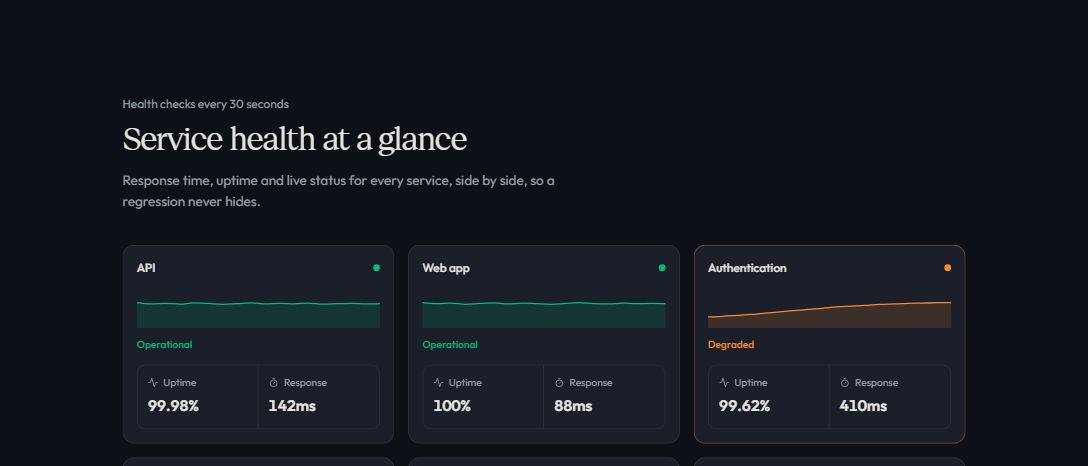 Health checks every 30 seconds
Service health at a glance
Response time, uptime and live status for every service, side by side, so a
regression never hides.
API
Operational
Uptime
Response
99.98%
142ms
Web app
Operational
Uptime
Response
100%
88ms
Authentication
Degraded
Uptime
Response
99.62%
410ms